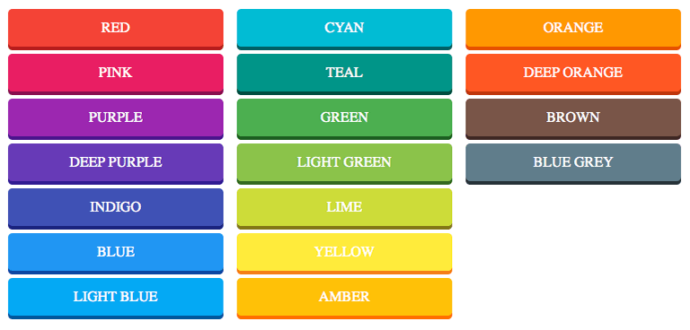 RED
PINK
PURPLE
DEEP PURPLE
INDIGO
BLUE
LIGHT BLUE
CYAN
TEAL
GREEN
LIGHT GREEN
LIME
YELLOW
AMBER
ORANGE
DEEP ORANGE
BROWN
BLUE GREY